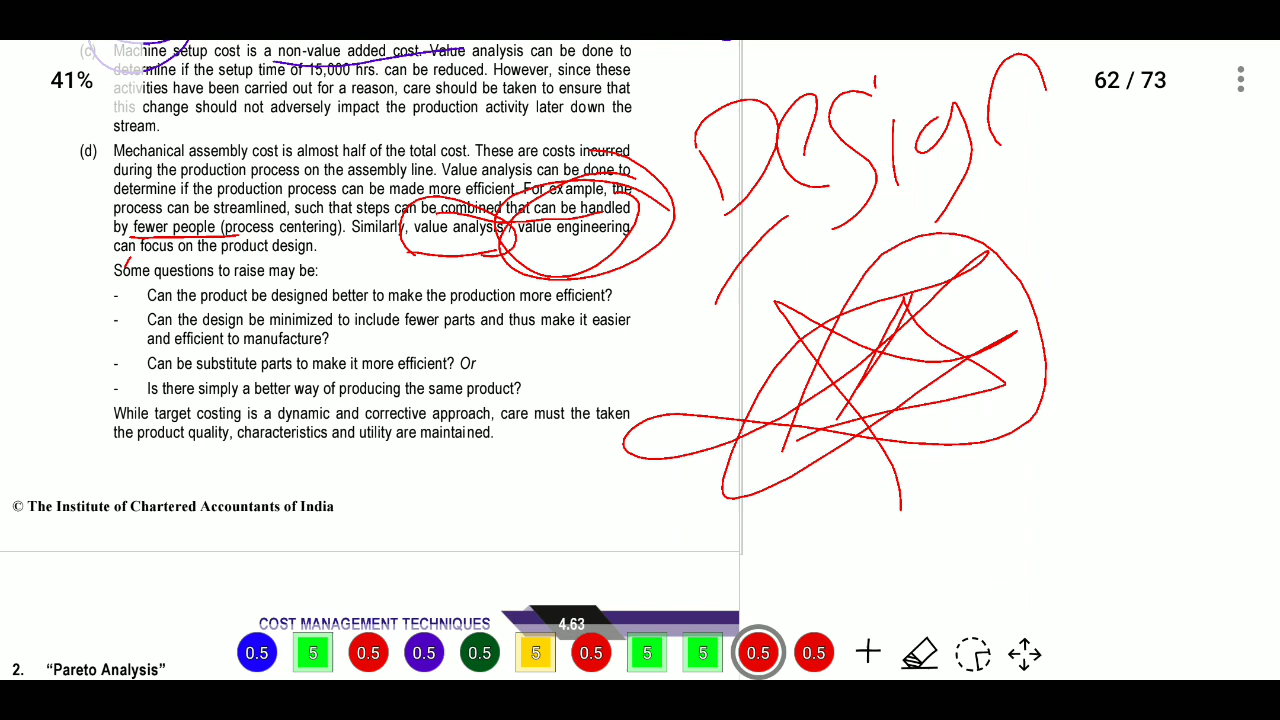 (c) Machine setup cost is a non-value added cost. Value analysis can be done to
determine if the setup time of 15,000 hrs. can be reduced. However, since these
41%
62 / 73
activities have been carried out for a reason, care should be taken to ensure that
this change should not adversely impact the production activity later down the
stream.
Design
(d) Mechanical assembly cost is almost half of the total cost. These are costs incurred
during the production process on the assembly line. Value analysis can be done to
determine if the production process can be made more efficient. For example, the
process can be streamlined, such that steps can be combined that can be handled
by fewer people (process centering). Similarly, value analysis / value engineering
can focus on the product design.
Some questions to raise may be:
- Can the product be designed better to make the production more efficient?
- Can the design be minimized to include fewer parts and thus make it easier
and efficient to manufacture?
- Can be substitute parts to make it more efficient? Or
- Is there simply a better way of producing the same product?
While target costing is a dynamic and corrective approach, care must the taken
the product quality, characteristics and utility are maintained.
© The Institute of Chartered Accountants of India
COST MANAGEMENT TECHNIQUES 4.63
0.5 5 0.5 0.5 0.5 5 0.5 5 5 0.5 0.5
2. “Pareto Analysis”